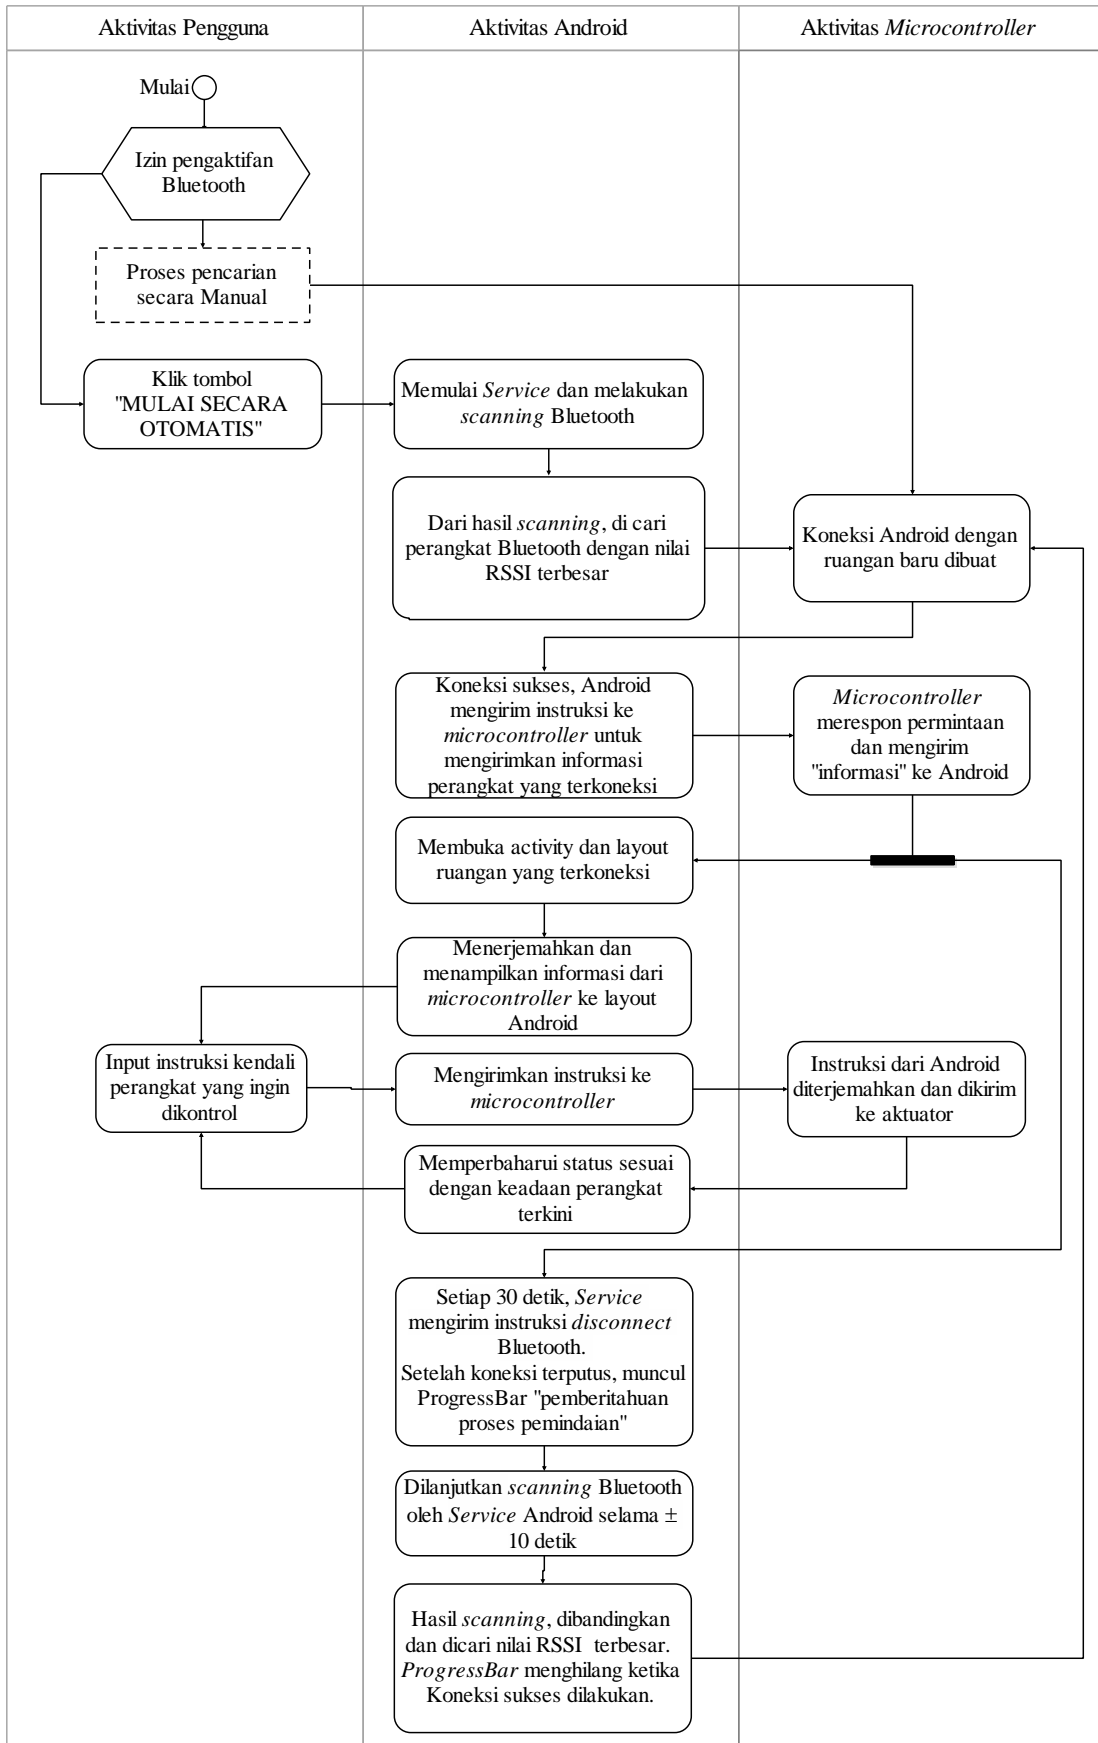 Aktivitas Pengguna
Aktivitas Android
Aktivitas Microcontroller
Mulai
Izin pengaktifan
Bluetooth
Proses pencarian
secara Manual
Klik tombol
"MULAI SECARA
OTOMATIS"
Memulai Service dan melakukan
scanning Bluetooth
Dari hasil scanning, di cari
perangkat Bluetooth dengan nilai
RSSI terbesar
Koneksi Android dengan
ruangan baru dibuat
Koneksi sukses, Android
mengirim instruksi ke
microcontroller untuk
mengirimkan informasi
perangkat yang terkoneksi
Microcontroller
merespon permintaan
dan mengirim
"informasi" ke Android
Membuka activity dan layout
ruangan yang terkoneksi
Menerjemahkan dan
menampilkan informasi dari
microcontroller ke layout
Android
Input instruksi kendali
perangkat yang ingin
dikontrol
Mengirimkan instruksi ke
microcontroller
Instruksi dari Android
diterjemahkan dan dikirim
ke aktuator
Memperbaharui status sesuai
dengan keadaan perangkat
terkini
Setiap 30 detik, Service
mengirim instruksi disconnect
Bluetooth.
Setelah koneksi terputus, muncul
ProgressBar "pemberitahuan
proses pemindaian"
Dilanjutkan scanning Bluetooth
oleh Service Android selama ±
10 detik
Hasil scanning, dibandingkan
dan dicari nilai RSSI terbesar.
ProgressBar menghilang ketika
Koneksi sukses dilakukan.